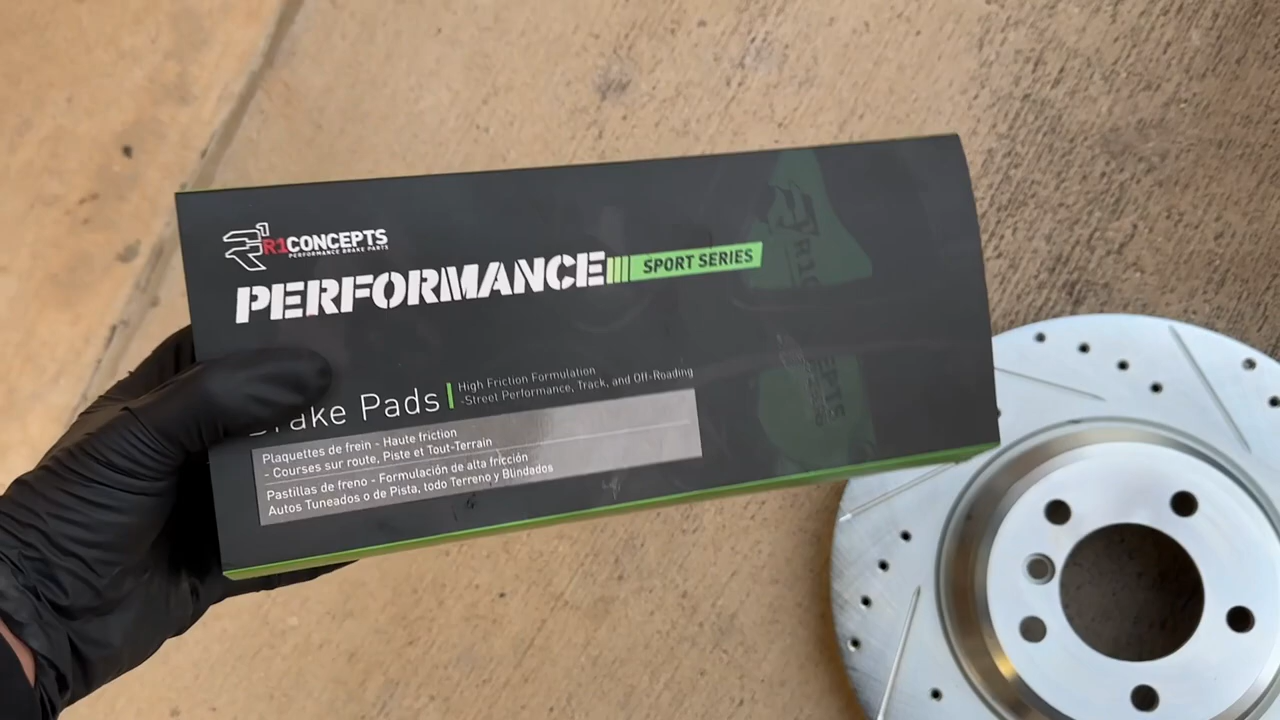 R1CONCEPTS
PERFORMANCE BRAKE PARTS
PERFORMANCE SPORT SERIES
Brake Pads
High Friction Formulation
-Street Performance, Track, and Off-Roading
Plaquettes de frein - Haute friction
- Courses sur route, Piste et Tout-Terrain
Pastillas de freno - Formulación de alta fricción
Autos Tuneados o de Pista, todo Terreno y Blindados